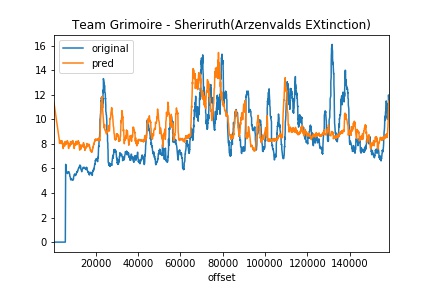 Team Grimoire - Sheriruth(Arzenvalds EXtinction)
original
pred
16
14
12
10
8
6
4
2
0
20000 40000 60000 80000 100000 120000 140000
offset